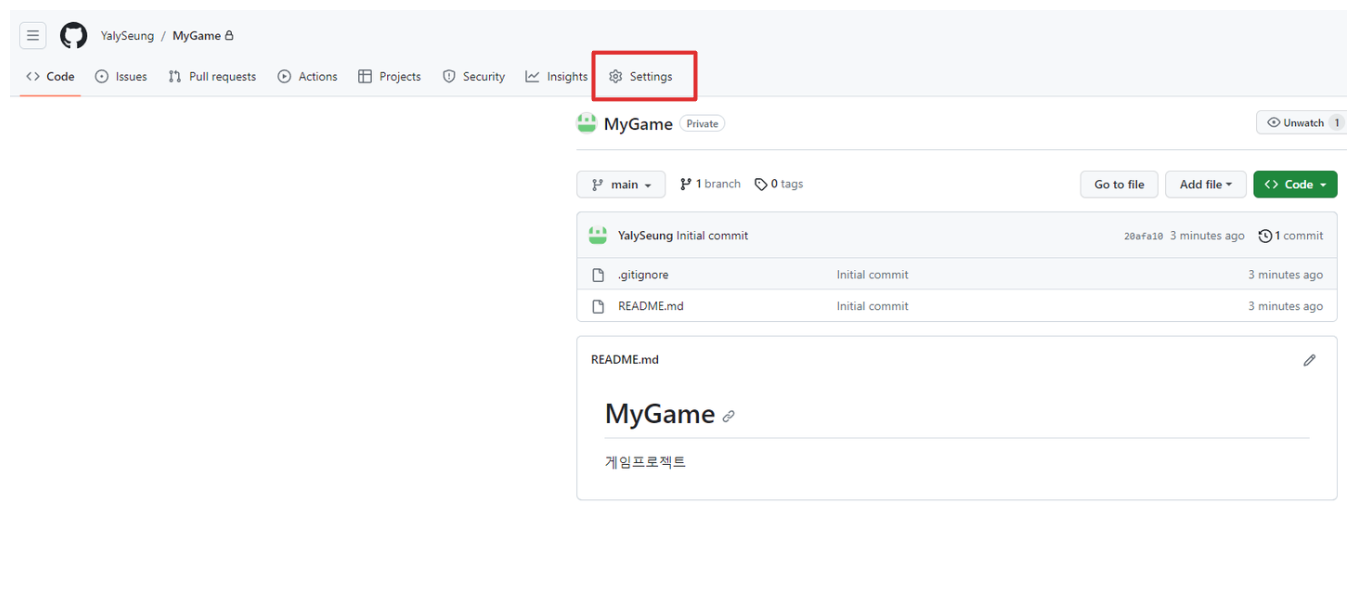 YalySeung / MyGame
Code Issues Pull requests Actions Projects Security Insights Settings
MyGame Private Unwatch 1
main 1 branch 0 tags Go to file Add file Code
YalySeung Initial commit 20afa10 3 minutes ago 1 commit
.gitignore Initial commit 3 minutes ago
README.md Initial commit 3 minutes ago
README.md
MyGame
게임프로젝트